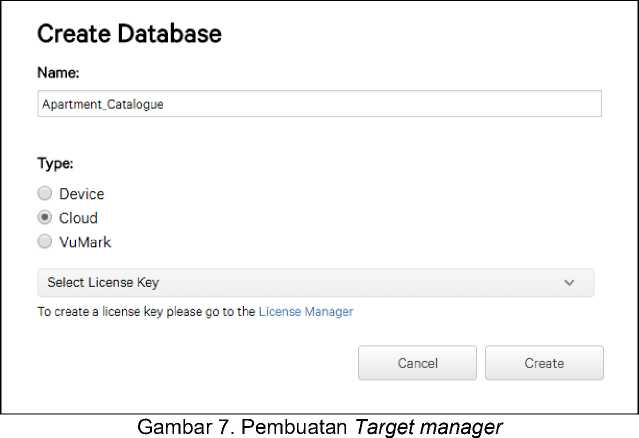 Create Database
Name:
Apartment_Catalogue
Type:
Device
Cloud
VuMark
Select License Key
To create a license key please go to the License Manager
Cancel
Create
Gambar 7. Pembuatan Target manager